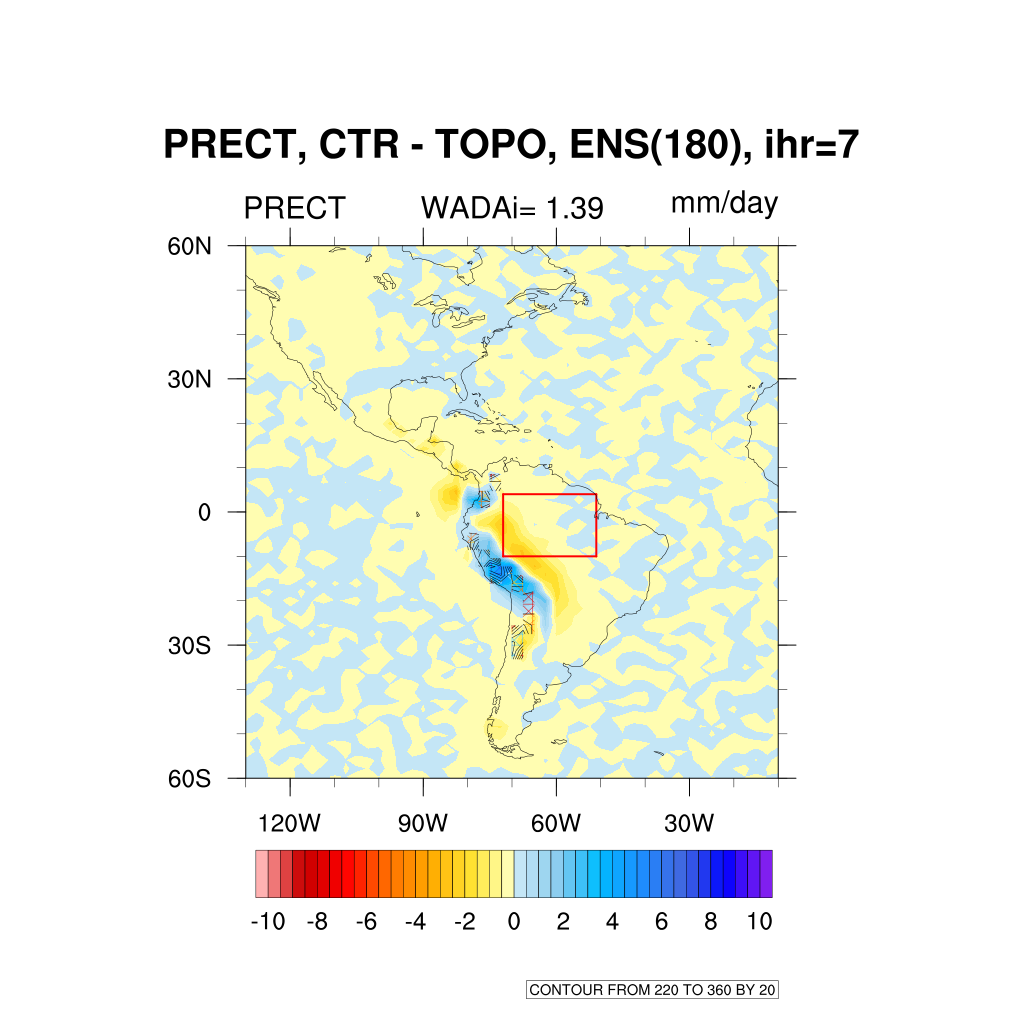 PRECT, CTR - TOPO, ENS(180), ihr=7
PRECT WADAi= 1.39 mm/day
60N
30N
0
30S
60S
120W 90W 60W 30W
-10 -8 -6 -4 -2 0 2 4 6 8 10
CONTOUR FROM 220 TO 360 BY 20